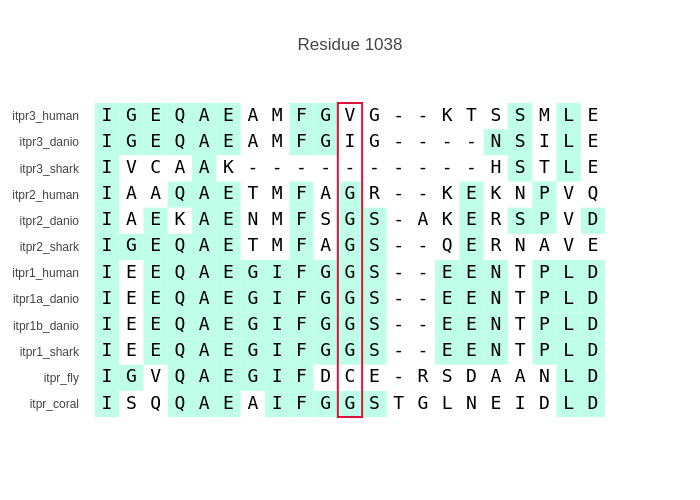 Residue 1038
itpr3_human I G E Q A E A M F G V G - - K T S S M L E
itpr3_danio I G E Q A E A M F G I G - - - - N S I L E
itpr3_shark I V C A A K - - - - - - - - - - H S T L E
itpr2_human I A A Q A E T M F A G R - - K E K N P V Q
itpr2_danio I A E K A E N M F S G S - A K E R S P V D
itpr2_shark I G E Q A E T M F A G S - - Q E R N A V E
itpr1_human I E E Q A E G I F G G S - - E E N T P L D
itpr1a_danio I E E Q A E G I F G G S - - E E N T P L D
itpr1b_danio I E E Q A E G I F G G S - - E E N T P L D
itpr1_shark I E E Q A E G I F G G S - - E E N T P L D
itpr_fly I G V Q A E G I F D C E - R S D A A N L D
itpr_coral I S Q Q A E A I F G G S T G L N E I D L D